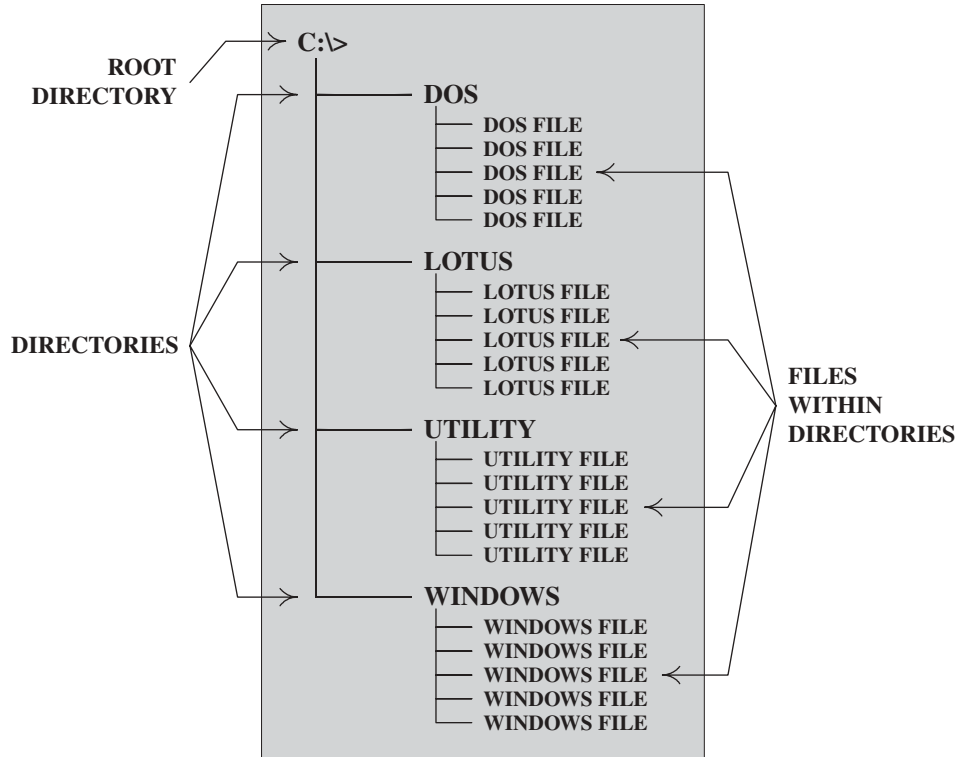 C:\>
ROOT
DIRECTORY
DOS
DOS FILE
DOS FILE
DOS FILE
DOS FILE
DOS FILE
LOTUS
LOTUS FILE
LOTUS FILE
LOTUS FILE
LOTUS FILE
LOTUS FILE
DIRECTORIES
FILES
WITHIN
DIRECTORIES
UTILITY
UTILITY FILE
UTILITY FILE
UTILITY FILE
UTILITY FILE
UTILITY FILE
WINDOWS
WINDOWS FILE
WINDOWS FILE
WINDOWS FILE
WINDOWS FILE
WINDOWS FILE